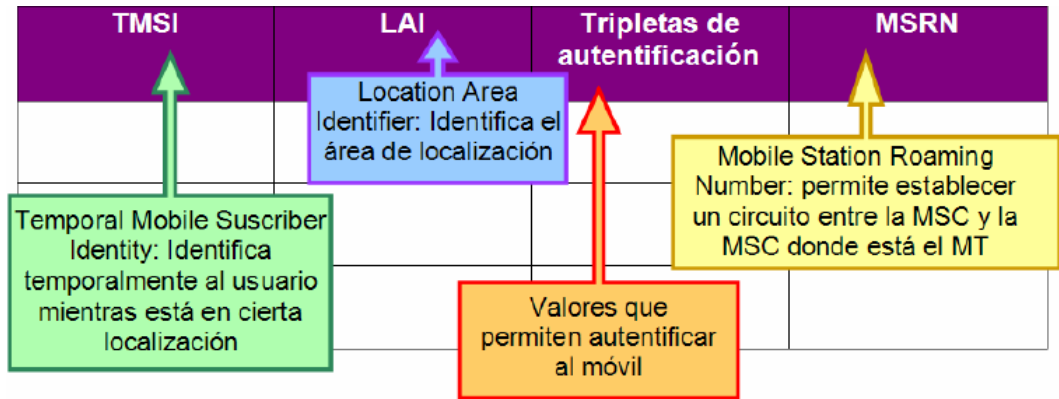 TMSI
LAI
Tripletas de
autentificación
MSRN
Location Area
Identifier: Identifica el
área de localización
Mobile Station Roaming
Number: permite establecer
un circuito entre la MSC y la
MSC donde está el MT
Temporal Mobile Suscriber
Identity: Identifica
temporalmente al usuario
mientras está en cierta
localización
Valores que
permiten autentificar
al móvil